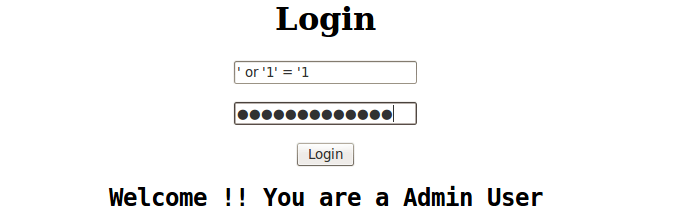 Login
' or '1' = '1
●●●●●●●●●●●●●
Login
Welcome !! You are a Admin User